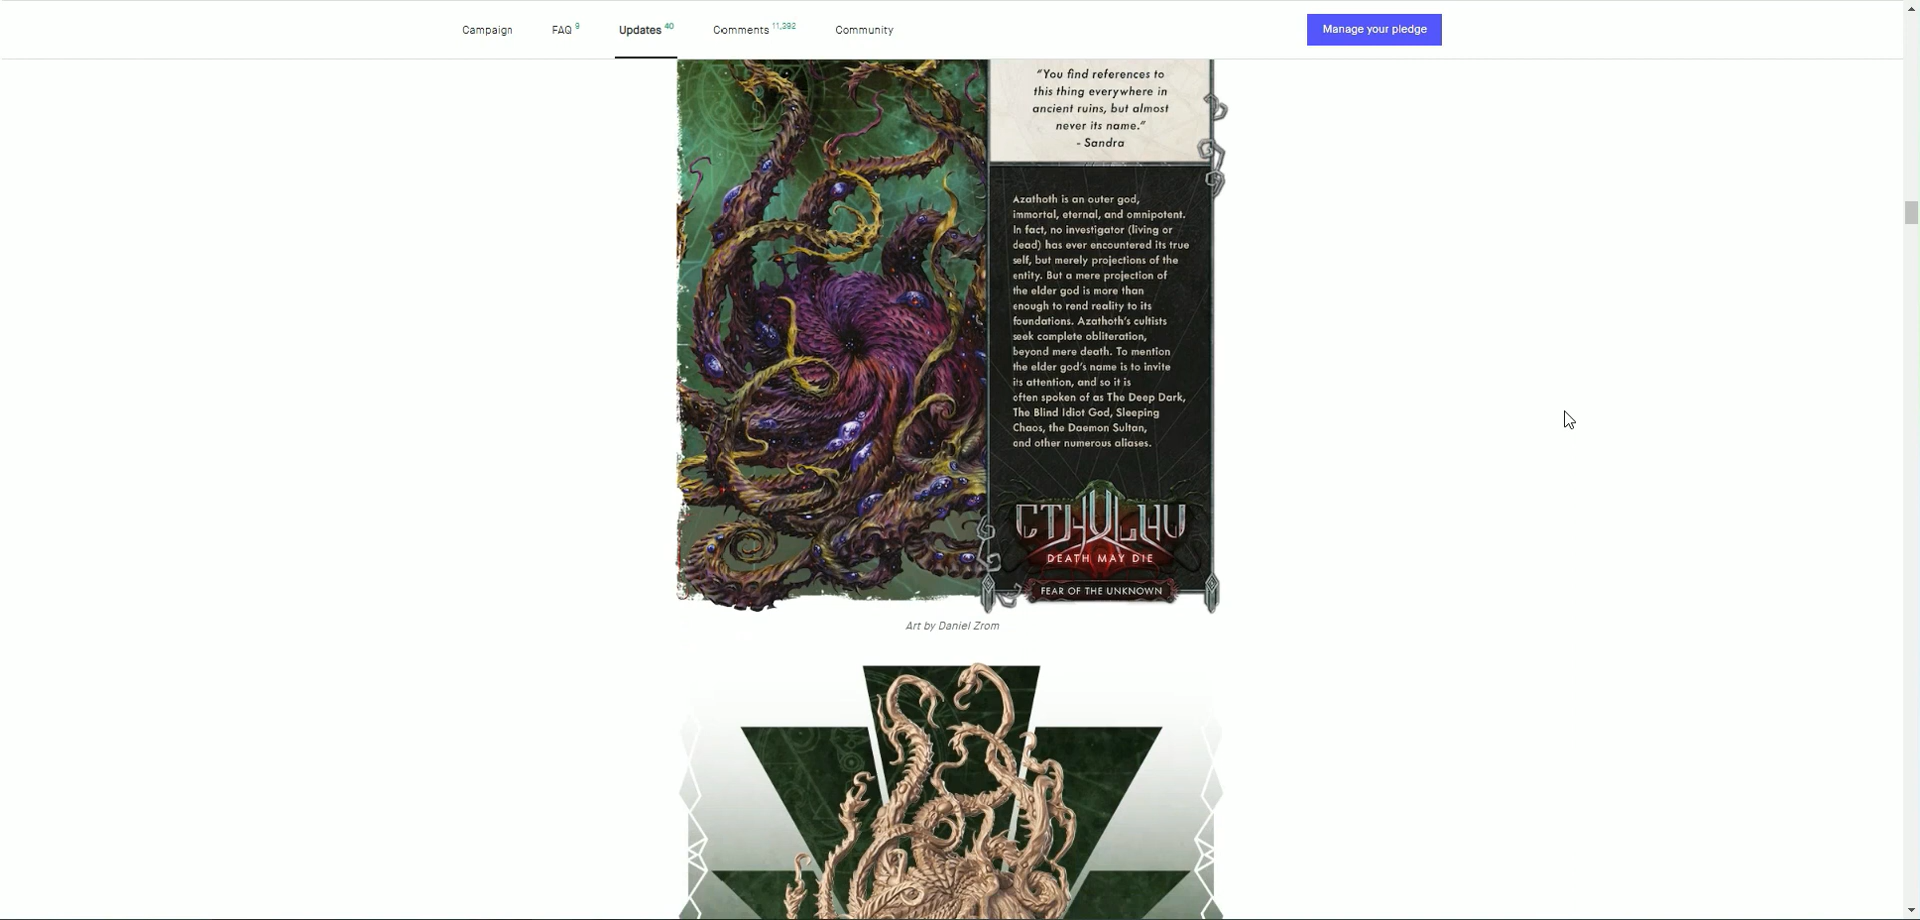 Campaign
FAQ 9
Updates 40
Comments 11,392
Community
Manage your pledge
"You find references to
this thing everywhere in
ancient ruins, but almost
never its name."
- Sandra
Azathoth is an outer god,
immortal, eternal, and omnipotent.
In fact, no investigator (living or
dead) has ever encountered its true
self, but merely projections of the
entity. But a mere projection of
the elder god is more than
enough to rend reality to its
foundations. Azathoth's cultists
seek complete obliteration,
beyond mere death. To mention
the elder god's name is to invite
its attention, and so it is
often spoken of as The Deep Dark,
The Blind Idiot God, Sleeping
Chaos, the Daemon Sultan,
and other numerous aliases.
CTHULHU
DEATH MAY DIE
FEAR OF THE UNKNOWN
Art by Daniel Zrom